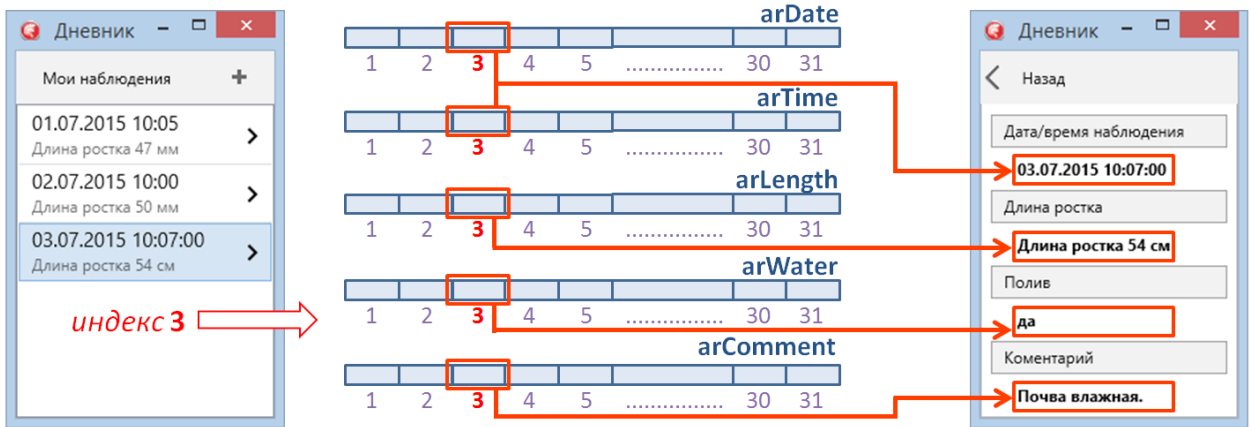 Дневник
Мои наблюдения +
01.07.2015 10:05
Длина ростка 47 мм
02.07.2015 10:00
Длина ростка 50 мм
03.07.2015 10:07:00
Длина ростка 54 см
индекс 3
arDate
1 2 3 4 5 ............... 30 31
arTime
1 2 3 4 5 ............... 30 31
arLength
1 2 3 4 5 ............... 30 31
arWater
1 2 3 4 5 ............... 30 31
arComment
1 2 3 4 5 ............... 30 31
Дневник
Назад
Дата/время наблюдения
03.07.2015 10:07:00
Длина ростка
Длина ростка 54 см
Полив
да
Коментарий
Почва влажная.